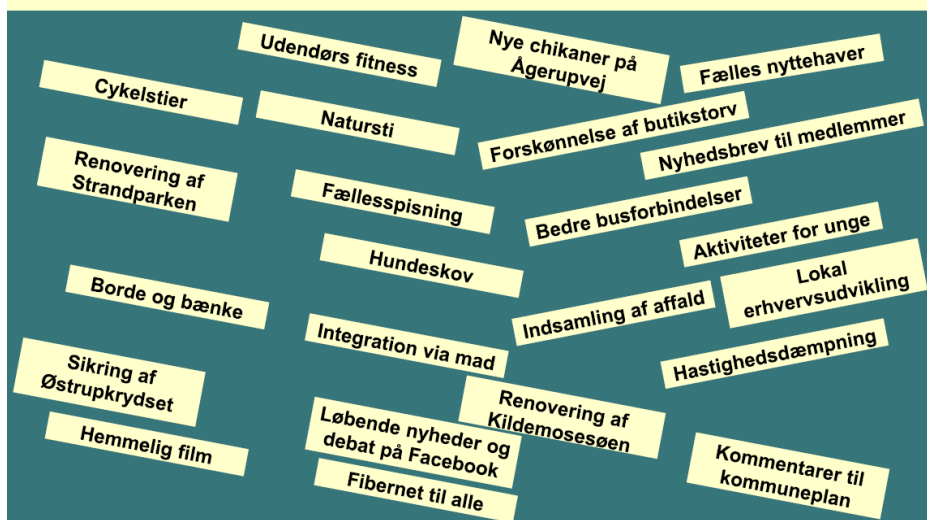 Udendørs fitness
Nye chikaner på
Ågerupvej
Fælles nyttehaver
Cykelstier
Natursti
Forskønnelse af butikstorv
Nyhedsbrev til medlemmer
Renovering af
Strandparken
Fællesspisning
Bedre busforbindelser
Aktiviteter for unge
Hundeskov
Lokal
erhvervsudvikling
Borde og bænke
Indsamling af affald
Integration via mad
Hastighedsdæmpning
Sikring af
Østrupkrydset
Renovering af
Kildemosesøen
Løbende nyheder og
debat på Facebook
Hemmelig film
Kommentarer til
kommuneplan
Fibernet til alle